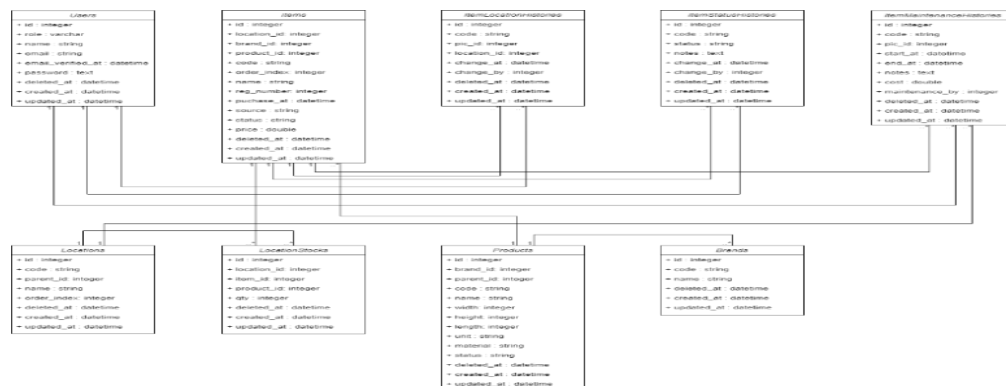 Users
+ id : integer
+ role : varchar
+ name : string
+ email : string
+ email_verified_at : datetime
+ password : text
+ deleted_at : datetime
+ created_at : datetime
+ updated_at : datetime
Items
+ id : integer
+ location_id: integer
+ brand_id: integer
+ product_id: integer
+ code : string
+ order_index: integer
+ name : string
+ reg_number: integer
+ puchase_at : datetime
+ source : string
+ status : string
+ price : double
+ deleted_at : datetime
+ created_at : datetime
+ updated_at : datetime
ItemLocationHistories
+ id : integer
+ code : string
+ pic_id : integer
+ location_id: integer
+ change_at : datetime
+ change_by : integer
+ deleted_at : datetime
+ created_at : datetime
+ updated_at : datetime
ItemStatusHistories
+ id : integer
+ code : string
+ status : string
+ notes : text
+ change_at : datetime
+ change_by : integer
+ deleted_at : datetime
+ created_at : datetime
+ updated_at : datetime
ItemMaintenanceHistories
+ id : integer
+ code : string
+ pic_id : integer
+ start_at : datetime
+ end_at : datetime
+ notes : text
+ cost : double
+ maintenance_by : integer
+ deleted_at : datetime
+ created_at : datetime
+ updated_at : datetime
Locations
+ id : integer
+ code : string
+ parent_id: integer
+ name : string
+ order_index: integer
+ deleted_at : datetime
+ created_at : datetime
+ updated_at : datetime
LocationStocks
+ id : integer
+ location_id: integer
+ item_id : integer
+ product_id: integer
+ qty : integer
+ deleted_at : datetime
+ created_at : datetime
+ updated_at : datetime
Products
+ id : integer
+ brand_id: integer
+ parent_id: integer
+ code : string
+ name : string
+ width: integer
+ height: integer
+ length: integer
+ unit : string
+ material : string
+ status : string
+ deleted_at : datetime
+ created_at : datetime
+ updated_at : datetime
Brands
+ id : integer
+ code : string
+ name : string
+ deleted_at : datetime
+ created_at : datetime
+ updated_at : datetime